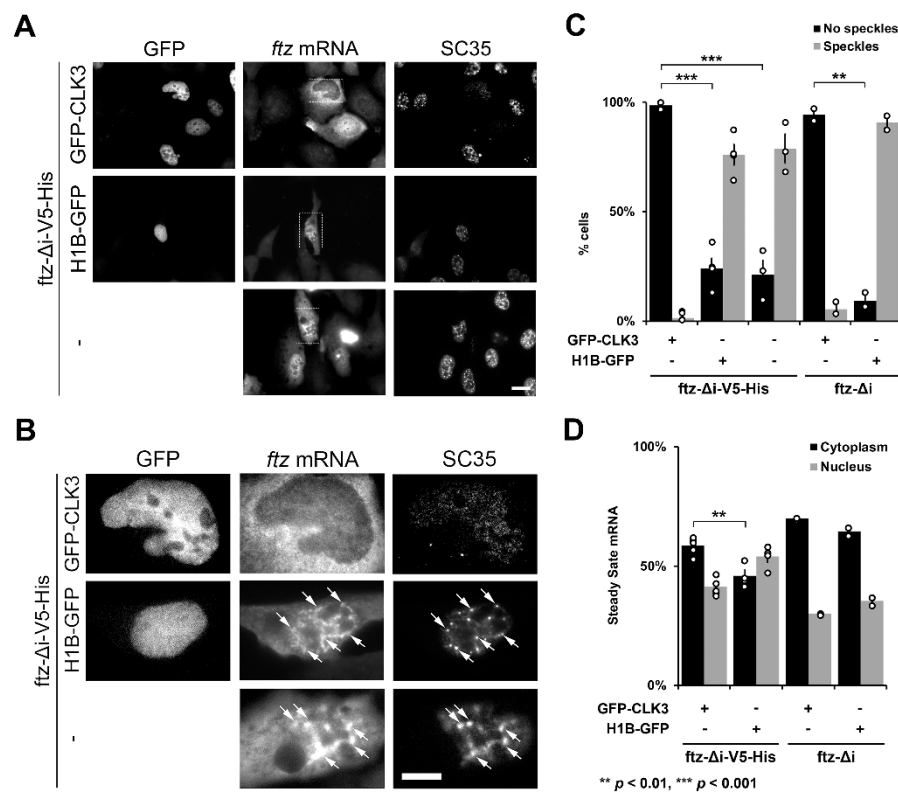 A
GFP
ftz mRNA
SC35
ftz-Δi-V5-His
GFP-CLK3
H1B-GFP
-
B
GFP
ftz mRNA
SC35
ftz-Δi-V5-His
GFP-CLK3
H1B-GFP
-
C
No speckles
Speckles
***
***
**
100%
50%
0%
% cells
GFP-CLK3 + - - + -
H1B-GFP - + - - +
ftz-Δi-V5-His ftz-Δi
D
Cytoplasm
Nucleus
**
100%
50%
0%
Steady Sate mRNA
GFP-CLK3 + - + -
H1B-GFP - + - +
ftz-Δi-V5-His ftz-Δi
** p < 0.01, *** p < 0.001